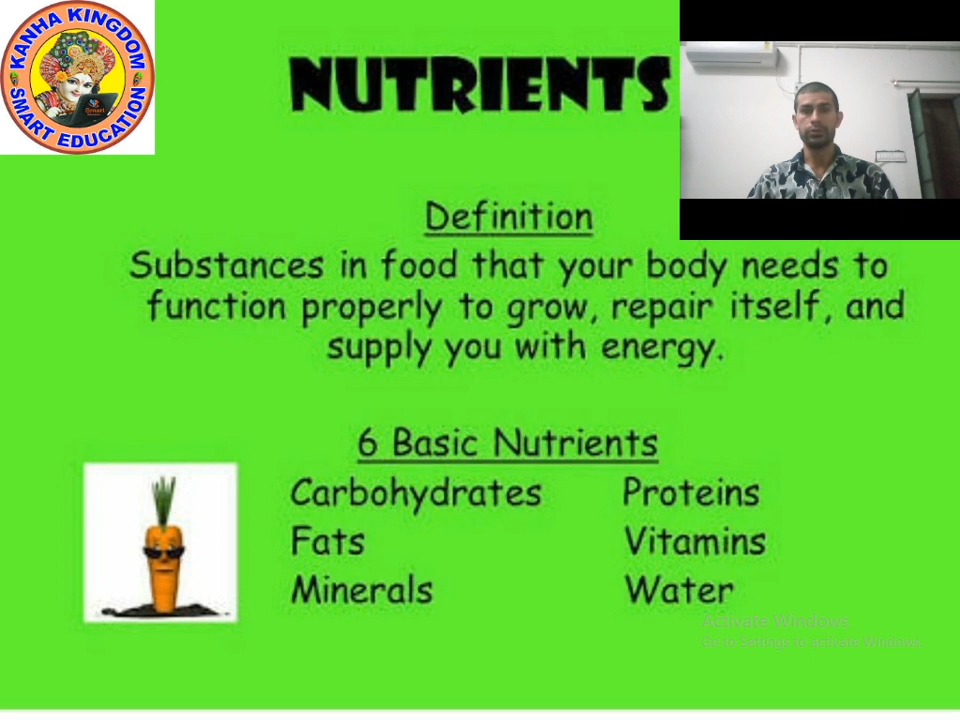 KANHA KINGDOM
SMART EDUCATION
NUTRIENTS
Definition
Substances in food that your body needs to
function properly to grow, repair itself, and
supply you with energy.
6 Basic Nutrients
Carbohydrates Proteins
Fats Vitamins
Minerals Water
Activate Windows
Go to Settings to activate Windows.